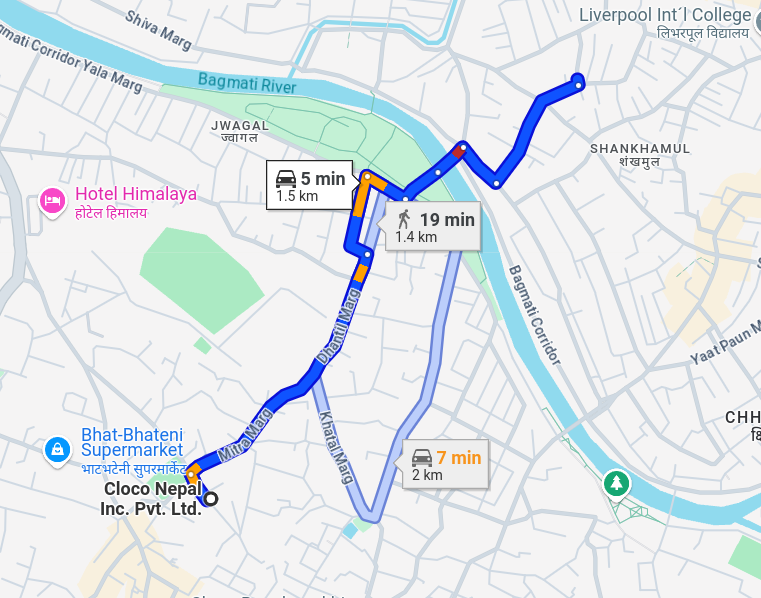 Liverpool Int´l College
लिभरपूल विद्यालय
Shiva Marg
Bagmati Corridor Yala Marg
Bagmati River
JWAGAL
ज्वागल
SHANKHAMUL
शंखमुल
5 min
1.5 km
Hotel Himalaya
होटेल हिमालय
19 min
1.4 km
Bagmati Corridor
Dhantil Marg
Yaat Paun M
Mitra Marg
Khatai Marg
CHH
Bhat-Bhateni
Supermarket
भाटभटेनी सुपरमार्केट
7 min
2 km
Cloco Nepal
Inc. Pvt. Ltd.